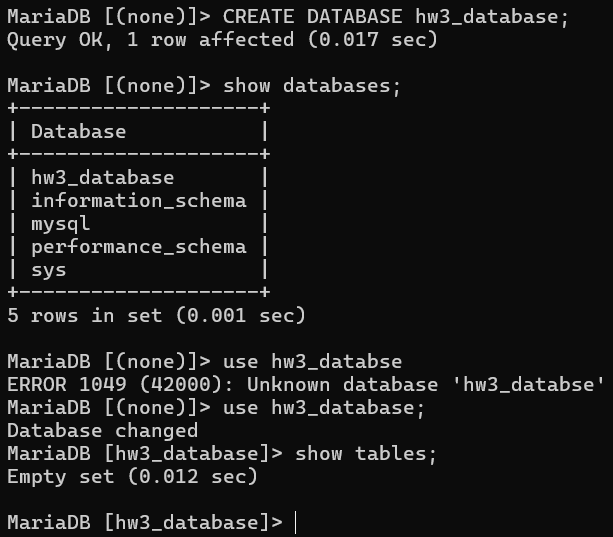 MariaDB [(none)]> CREATE DATABASE hw3_database;
Query OK, 1 row affected (0.017 sec)

MariaDB [(none)]> show databases;
+--------------------+
| Database           |
+--------------------+
| hw3_database       |
| information_schema |
| mysql              |
| performance_schema |
| sys                |
+--------------------+
5 rows in set (0.001 sec)

MariaDB [(none)]> use hw3_databse
ERROR 1049 (42000): Unknown database 'hw3_databse'
MariaDB [(none)]> use hw3_database;
Database changed
MariaDB [hw3_database]> show tables;
Empty set (0.012 sec)

MariaDB [hw3_database]>